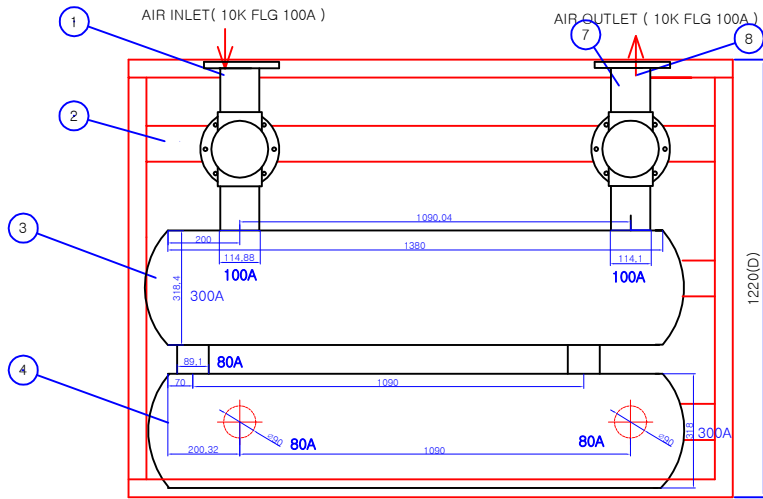 AIR INLET( 10K FLG 100A )
AIR OUTLET ( 10K FLG 100A )
1
7
8
2
1090.04
3
200
1380
114.88
114.1
100A
100A
318.4
300A
1220(D)
89.1
80A
4
70
1090
Ø90
Ø90
80A
80A
318
300A
200.32
1090